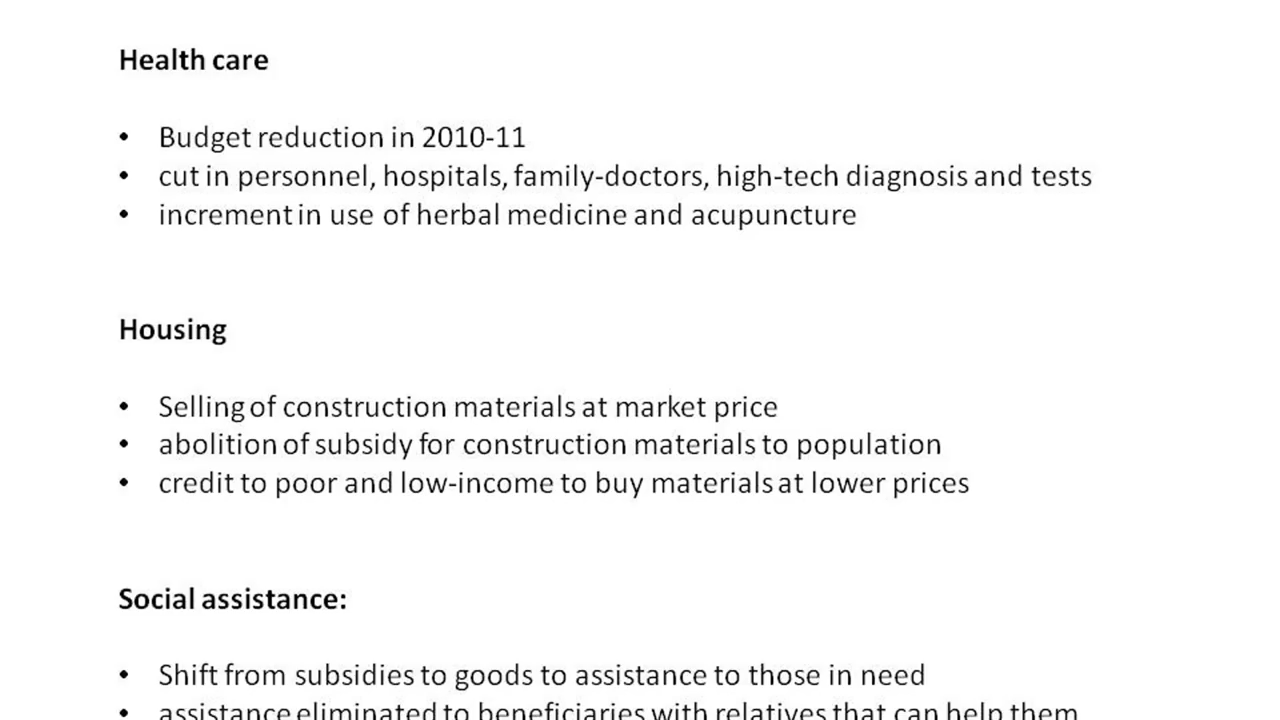 Health care
• Budget reduction in 2010-11
• cut in personnel, hospitals, family-doctors, high-tech diagnosis and tests
• increment in use of herbal medicine and acupuncture
Housing
• Selling of construction materials at market price
• abolition of subsidy for construction materials to population
• credit to poor and low-income to buy materials at lower prices
Social assistance:
• Shift from subsidies to goods to assistance to those in need
• assistance eliminated to beneficiaries with relatives that can help them